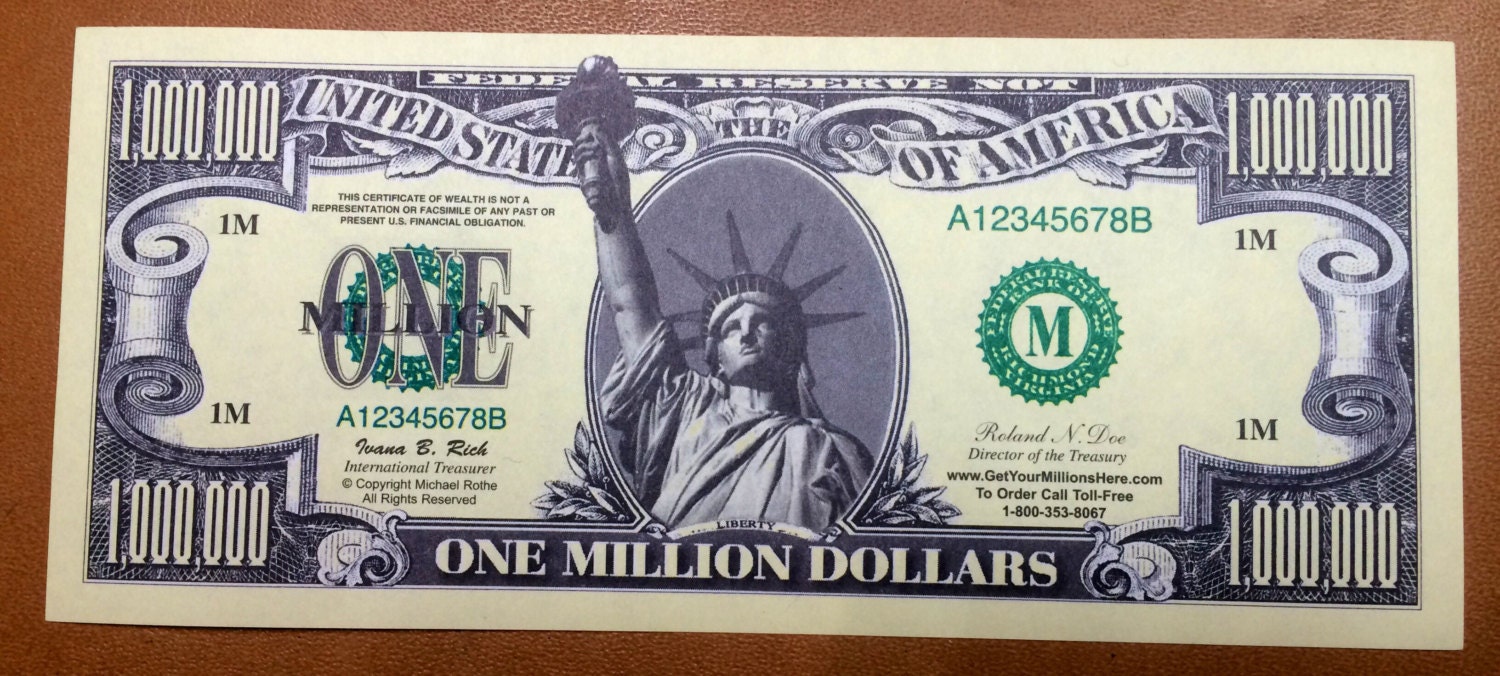 FEDERAL RESERVE NOT
1,000,000
UNITED STATE
THE
OF AMERICA
1,000,000
THIS CERTIFICATE OF WEALTH IS NOT A
REPRESENTATION OR FACSIMILE OF ANY PAST OR
PRESENT U.S. FINANCIAL OBLIGATION.
1M
A12345678B
1M
ONE
MILLION
M
1M
A12345678B
1M
Ivana B. Rich
International Treasurer
© Copyright Michael Rothe
All Rights Reserved
Roland N. Doe
Director of the Treasury
www.GetYourMillionsHere.com
To Order Call Toll-Free
1-800-353-8067
1,000,000
LIBERTY
ONE MILLION DOLLARS
1,000,000